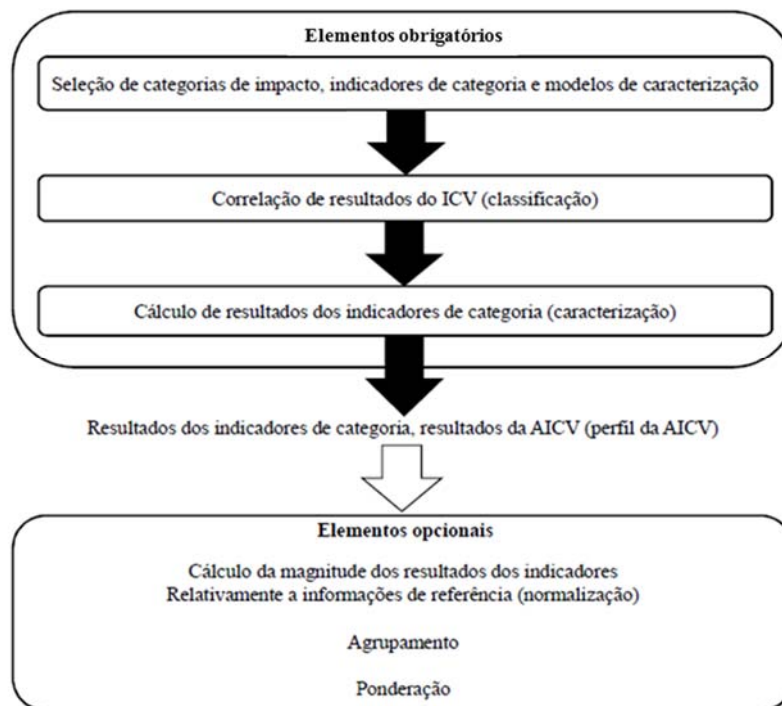 Elementos obrigatórios
Seleção de categorias de impacto, indicadores de categoria e modelos de caracterização
Correlação de resultados do ICV (classificação)
Cálculo de resultados dos indicadores de categoria (caracterização)
Resultados dos indicadores de categoria, resultados da AICV (perfil da AICV)
Elementos opcionais
Cálculo da magnitude dos resultados dos indicadores
Relativamente a informações de referência (normalização)
Agrupamento
Ponderação